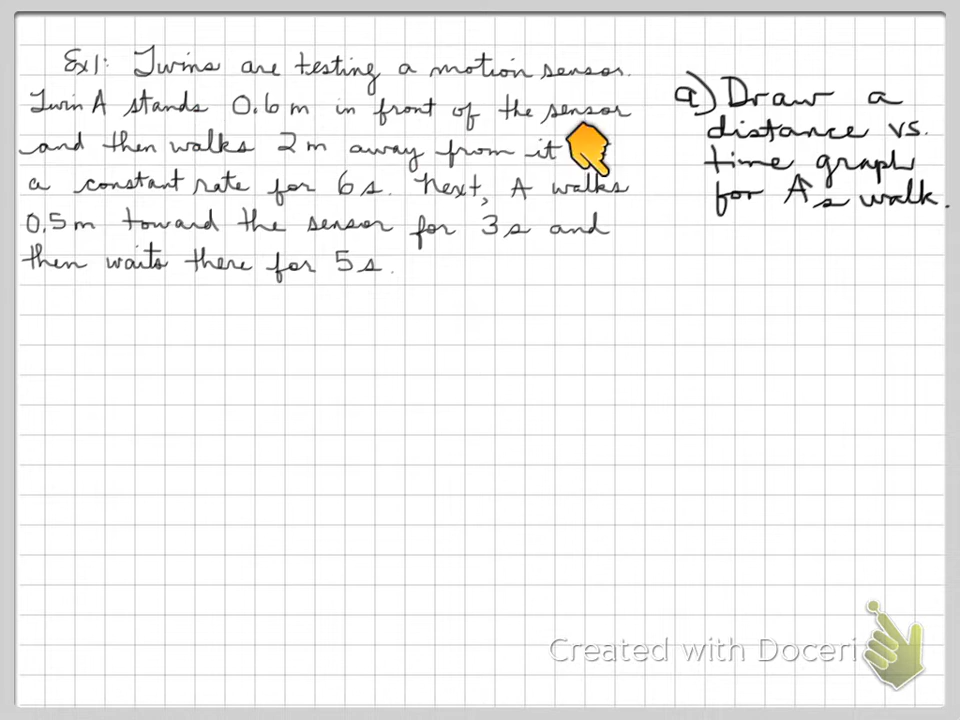 Ex1: Twins are testing a motion sensor.
Twin A stands 0.6 m in front of the sensor
and then walks 2 m away from it
a constant rate for 6 s. Next, A walks
0.5 m toward the sensor for 3 s and
then waits there for 5 s.
a) Draw a
distance vs.
time graph
for A's walk.
Created with Doceri